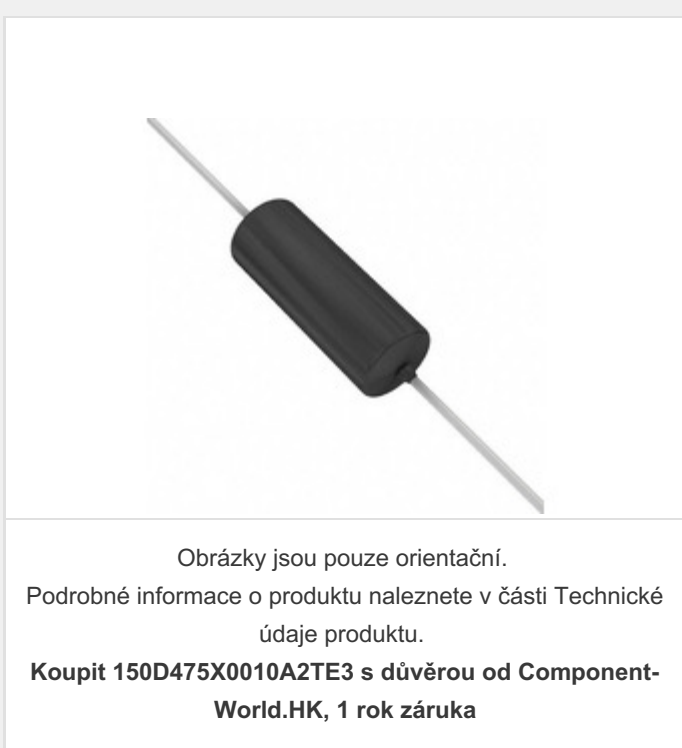 Obrázky jsou pouze orientační.
Podrobné informace o produktu naleznete v části Technické
údaje produktu.
Koupit 150D475X0010A2TE3 s důvěrou od Component-
World.HK, 1 rok záruka